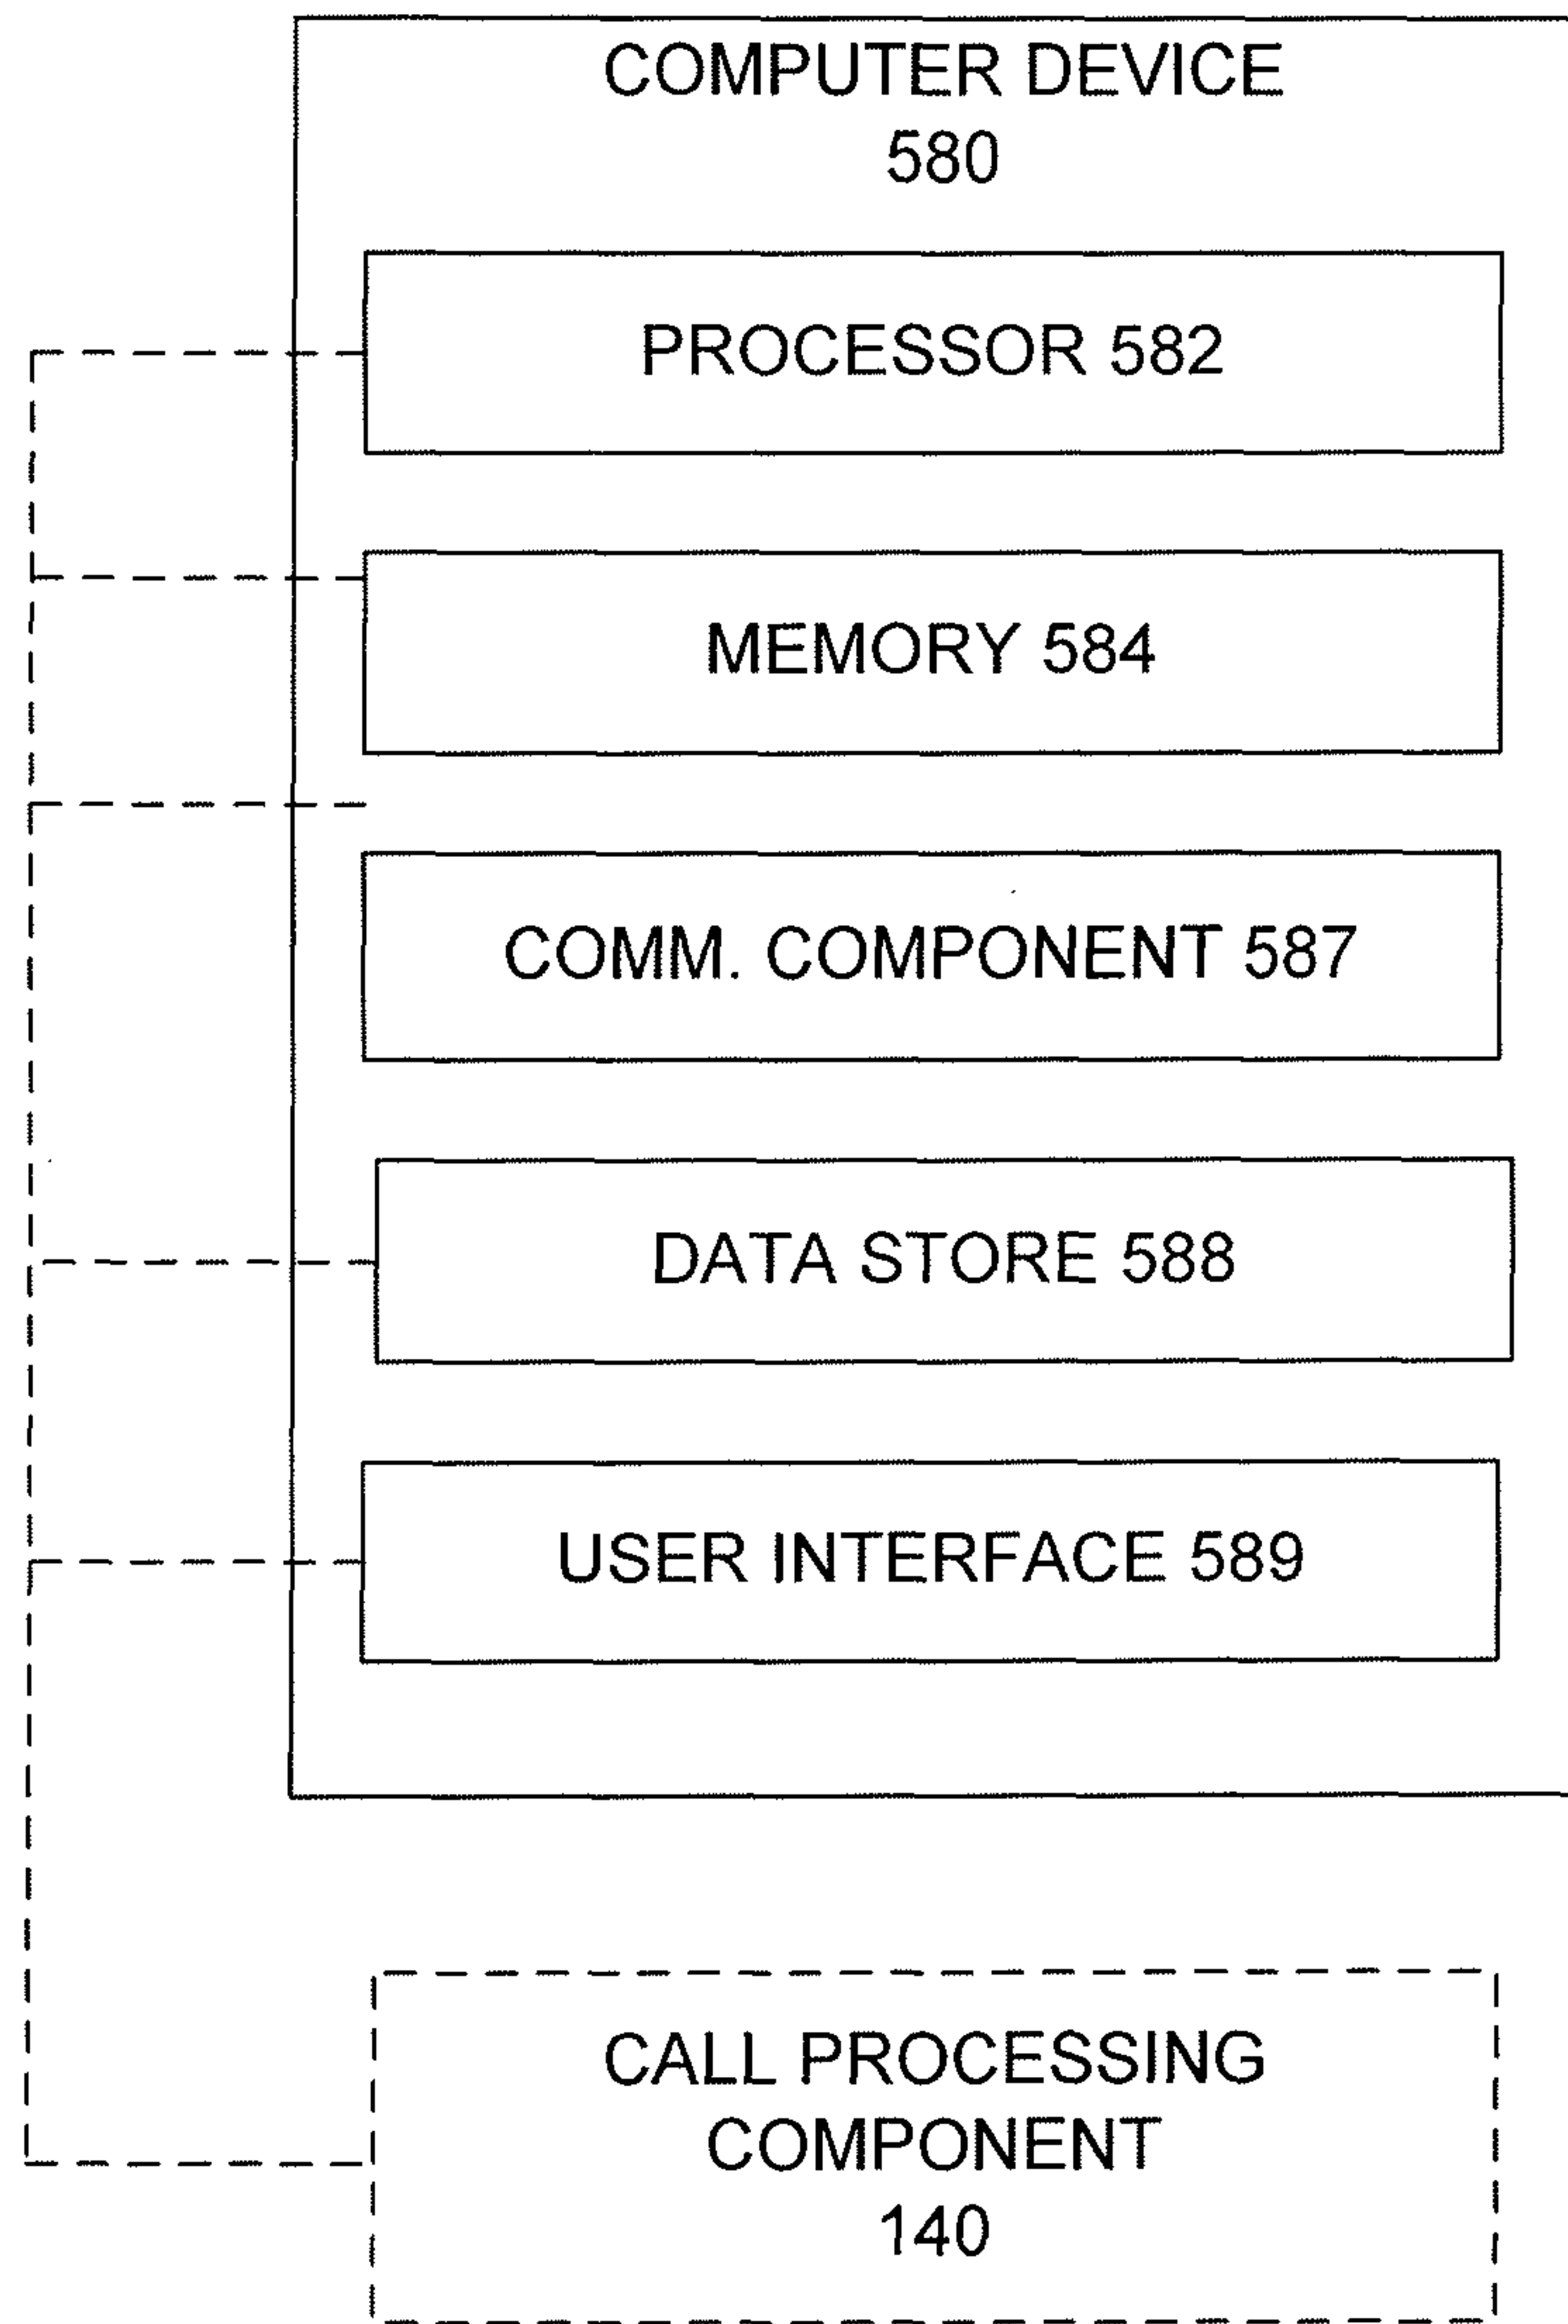 COMPUTER DEVICE
580
PROCESSOR 582
MEMORY 584
COMM. COMPONENT 587
DATA STORE 588
USER INTERFACE 589
CALL PROCESSING
COMPONENT
140